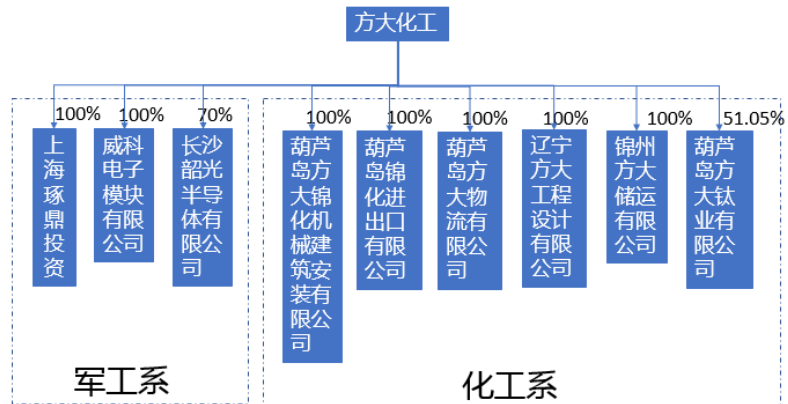 方大化工
100%
100%
70%
100%
100%
100%
100%
100%
51.05%
上
海
琢
鼎
投
资
威科
电子
模块
有限
公司
长沙
韶光
半导
体有
限公
司
葫芦
岛方
大锦
化机
械建
筑安
装有
限公
司
葫芦
岛锦
化进
出口
有限
公司
葫芦
岛方
大物
流有
限公
司
辽宁
方大
工程
设计
有限
公司
锦州
方大
储运
有限
公司
葫芦
岛方
大钛
业有
限公
司
军工系
化工系